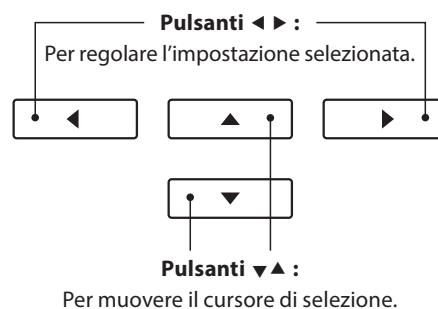 Pulsanti ◀ ▶ :
Per regolare l'impostazione selezionata.
Pulsanti ▼▲ :
Per muovere il cursore di selezione.